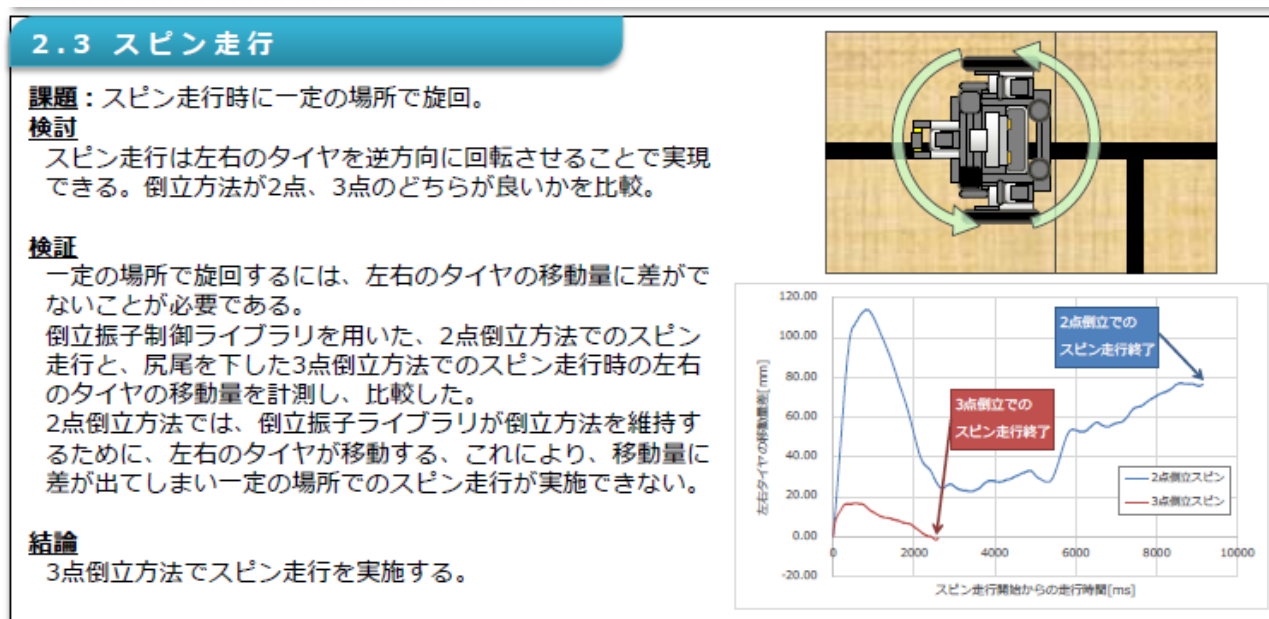 2.3 スピン走行
課題：スピン走行時に一定の場所で旋回。
検討
スピン走行は左右のタイヤを逆方向に回転させることで実現
できる。倒立方法が2点、3点のどちらが良いかを比較。
検証
一定の場所で旋回するには、左右のタイヤの移動量に差がで
ないことが必要である。
倒立振子制御ライブラリを用いた、2点倒立方法でのスピン
走行と、尻尾を下した3点倒立方法でのスピン走行時の左右
のタイヤの移動量を計測し、比較した。
2点倒立方法では、倒立振子ライブラリが倒立方法を維持す
るために、左右のタイヤが移動する、これにより、移動量に
差が出てしまい一定の場所でのスピン走行が実施できない。
結論
3点倒立方法でスピン走行を実施する。
左右タイヤの移動量差[mm]
120.00
100.00
80.00
60.00
40.00
20.00
0.00
-20.00
0
2000
4000
6000
8000
10000
スピン走行開始からの走行時間[ms]
2点倒立での
スピン走行終了
3点倒立での
スピン走行終了
2点倒立スピン
3点倒立スピン